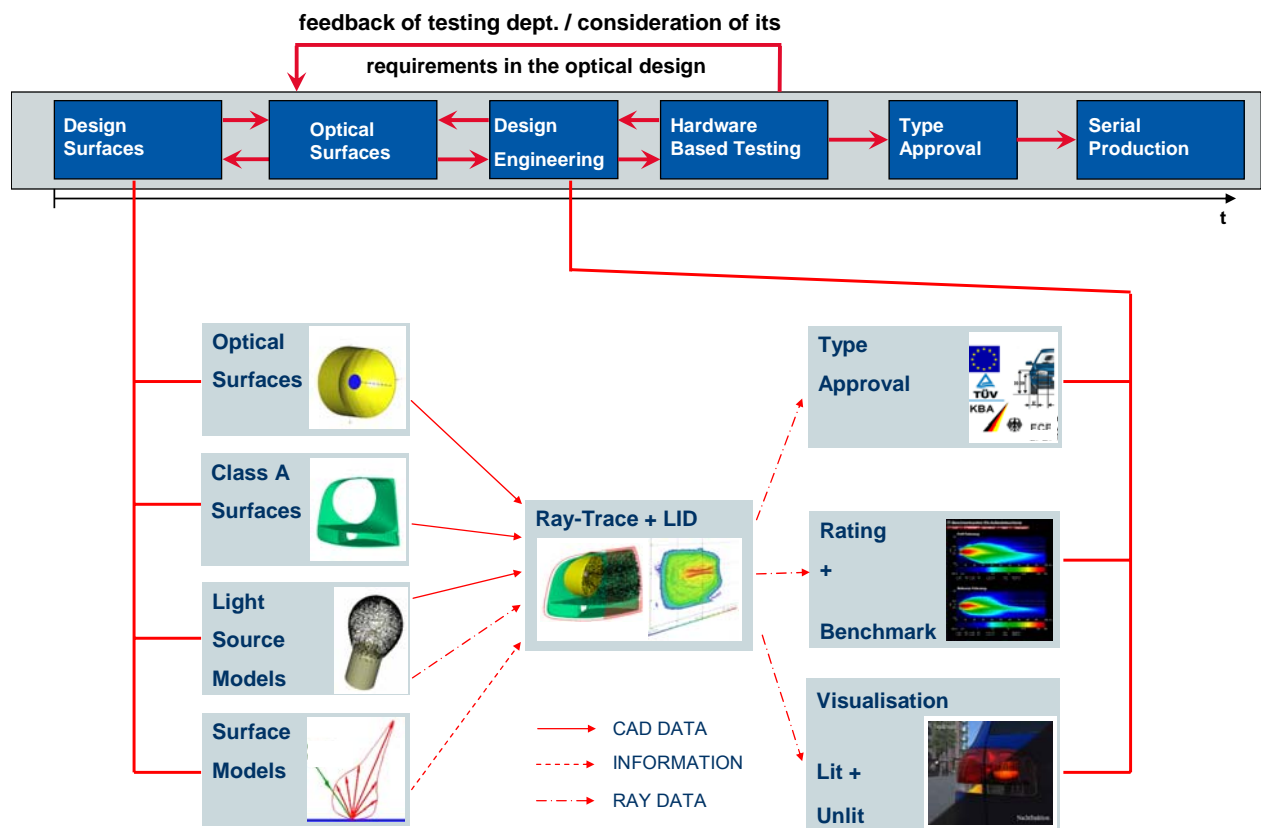 feedback of testing dept. / consideration of its
requirements in the optical design
Design
Surfaces
Optical
Surfaces
Design
Engineering
Hardware
Based Testing
Type
Approval
Serial
Production
t
Optical
Surfaces
Class A
Surfaces
Light
Source
Models
Surface
Models
Ray-Trace + LID
CAD DATA
INFORMATION
RAY DATA
Type
Approval
TÜV
KBA
ECE
Rating
+
Benchmark
Visualisation
Lit +
Unlit
Nachtfunktion